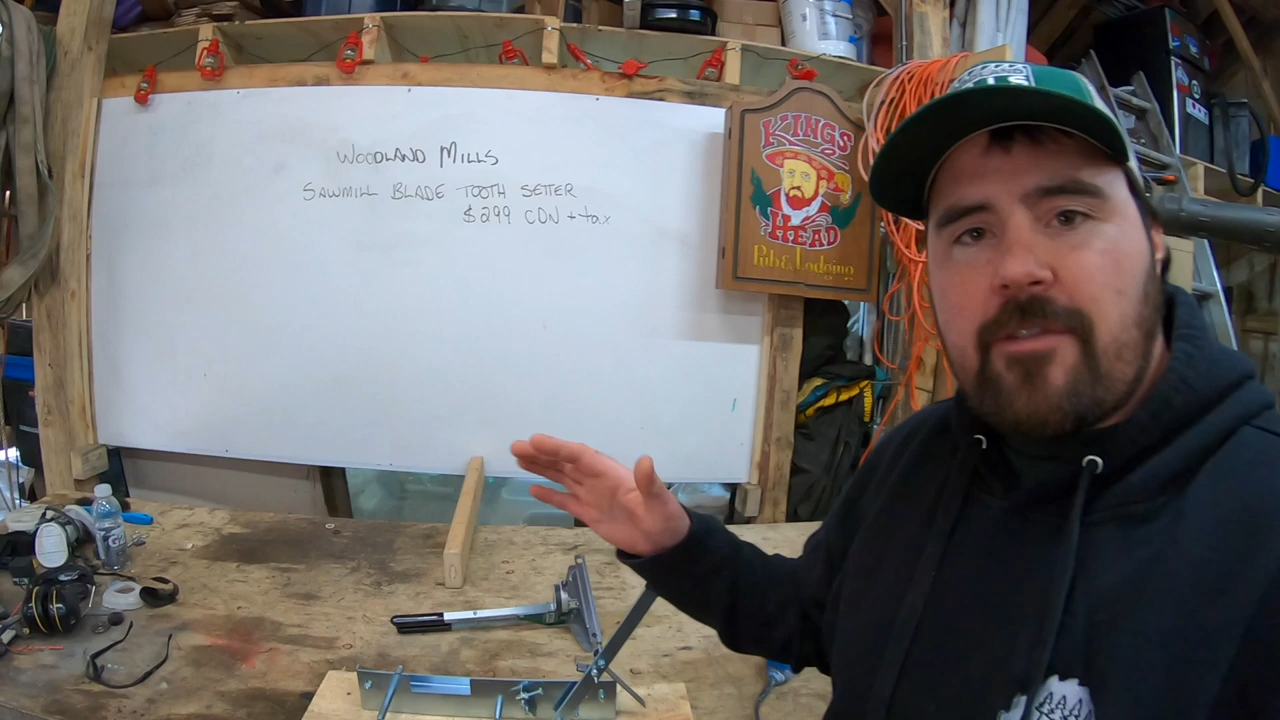 WOODLAND MILLS
SAWMILL BLADE TOOTH SETTER
$299 CDN + tax
KINGS
HEAD
Pub & Lodging